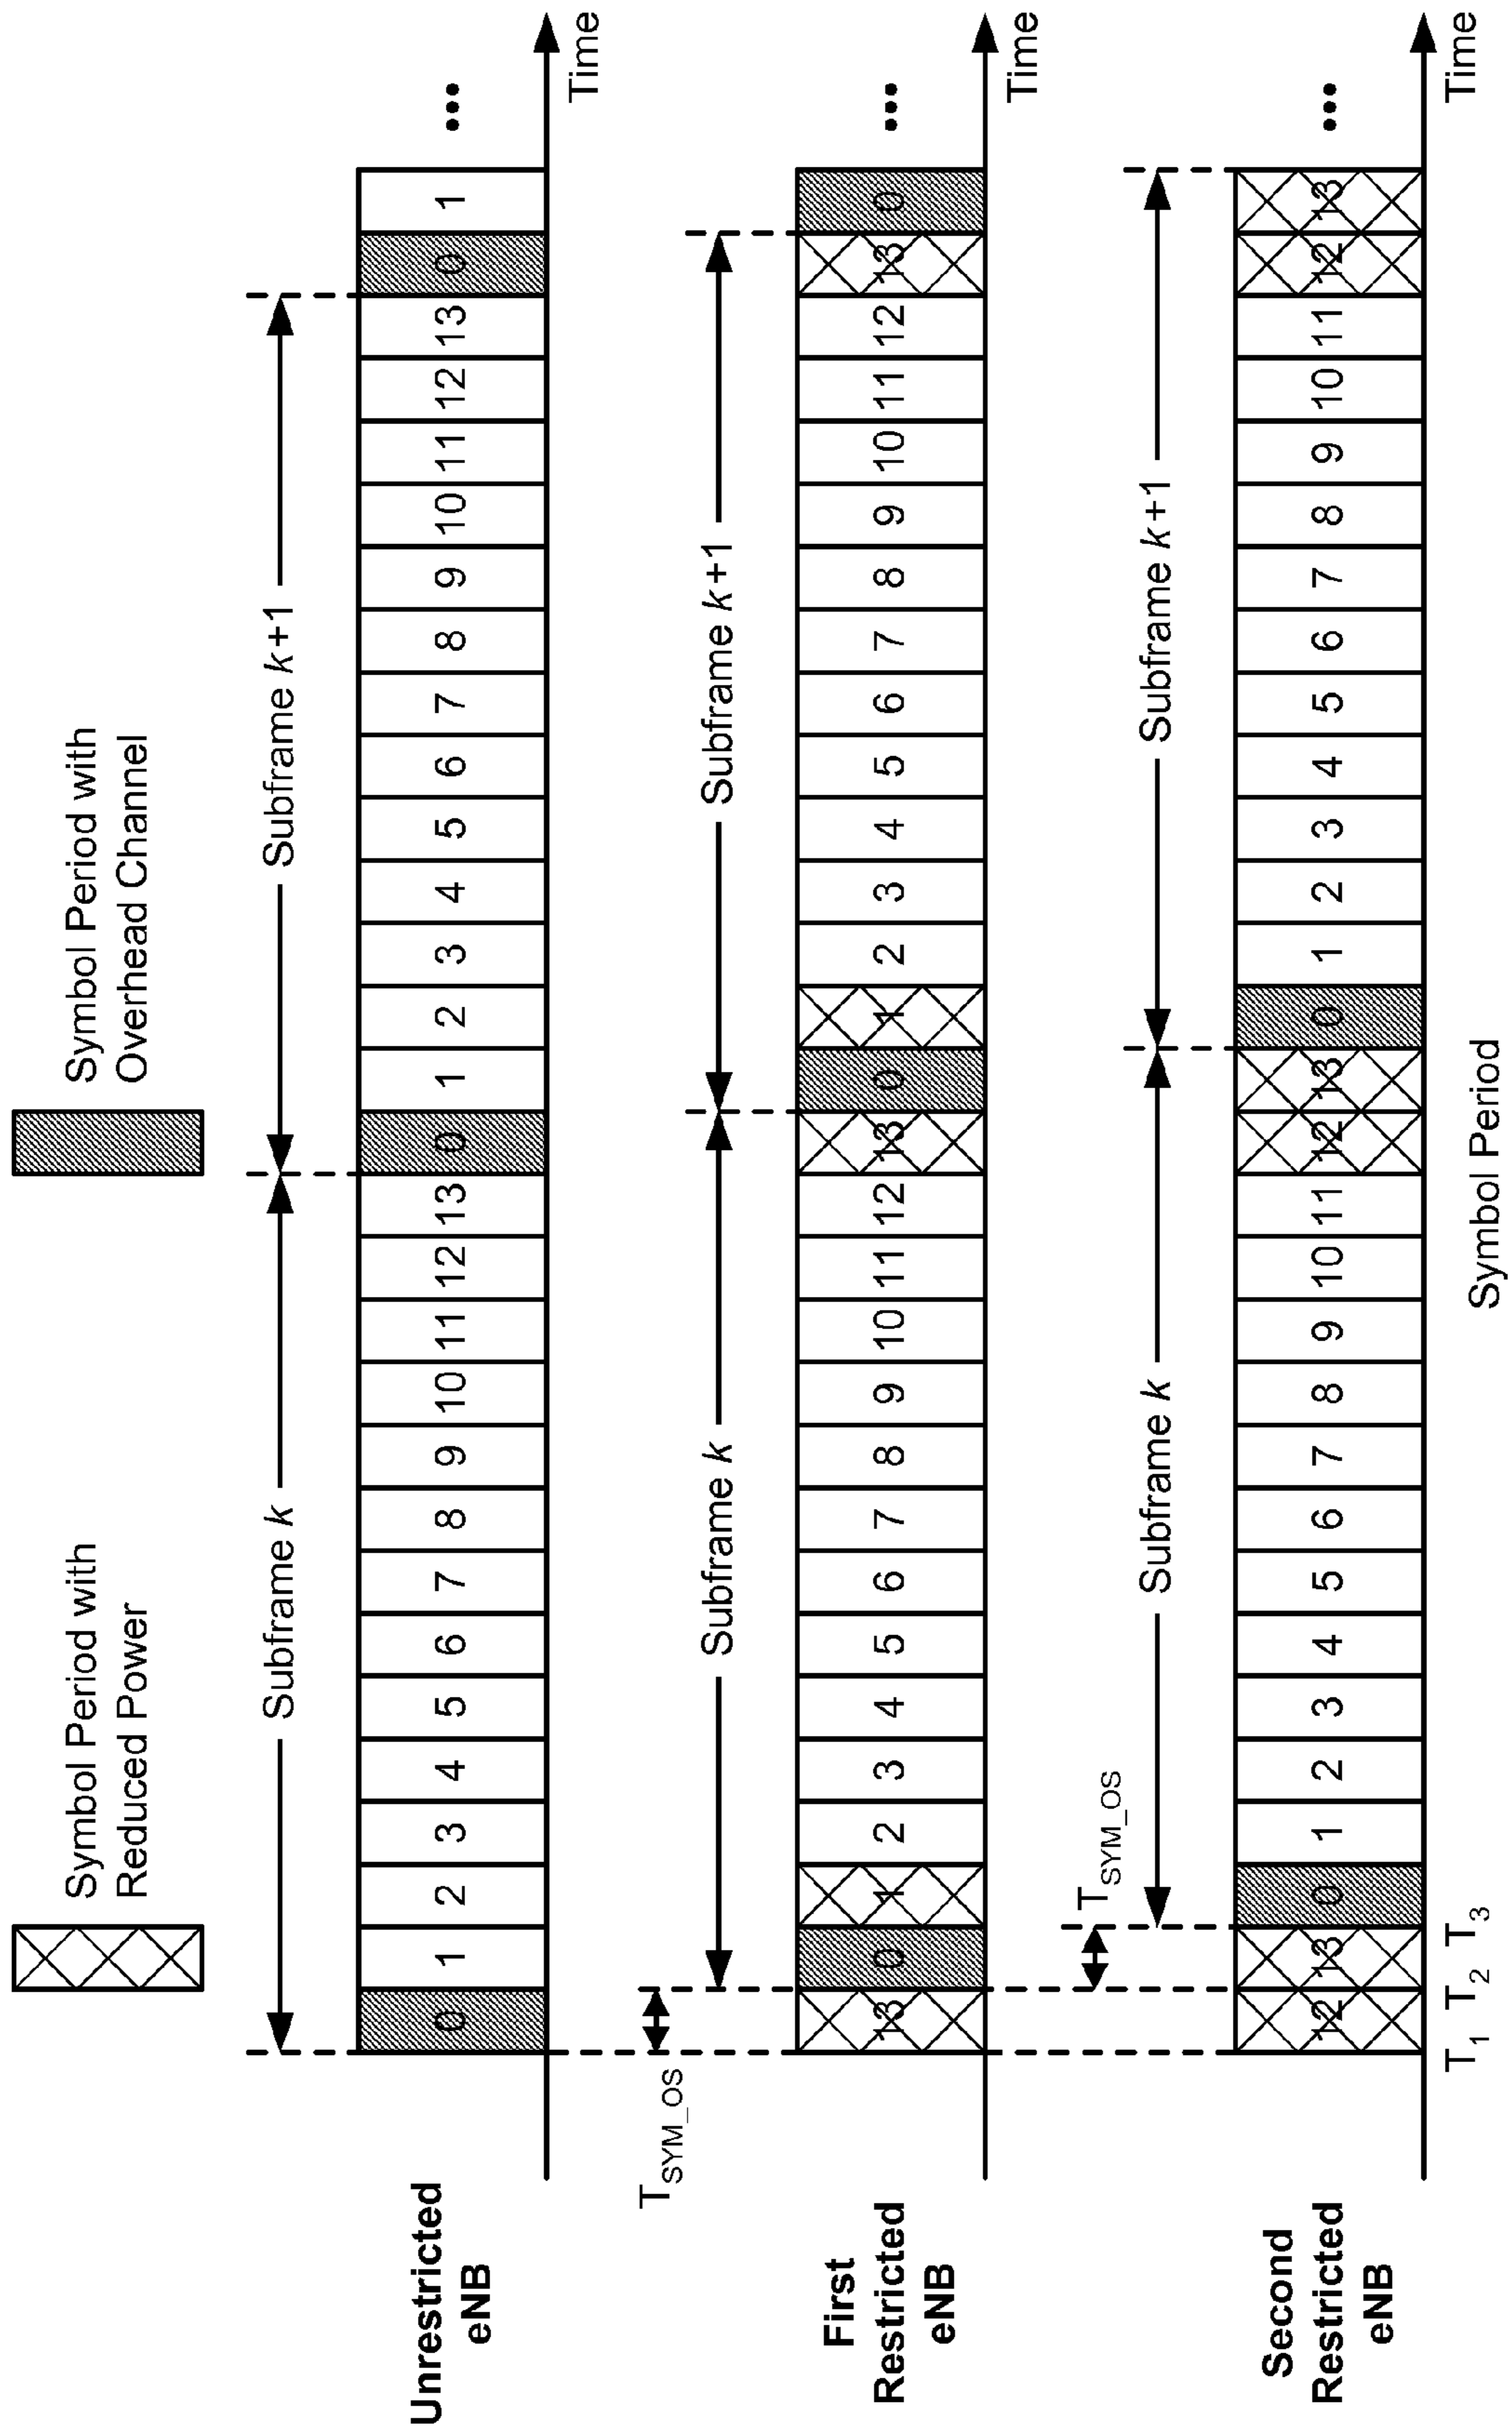 Symbol Period with
Reduced Power
Symbol Period with
Overhead Channel
Subframe k
Subframe k+1
Unrestricted
eNB
0 1 2 3 4 5 6 7 8 9 10 11 12 13 0 1 2 3 4 5 6 7 8 9 10 11 12 13 0 1 •••
Time
T SYM_OS
Subframe k
Subframe k+1
First
Restricted
eNB
13 0 1 2 3 4 5 6 7 8 9 10 11 12 13 0 1 2 3 4 5 6 7 8 9 10 11 12 13 0 •••
Time
T SYM_OS
Subframe k
Subframe k+1
Second
Restricted
eNB
12 13 0 1 2 3 4 5 6 7 8 9 10 11 12 13 0 1 2 3 4 5 6 7 8 9 10 11 12 13 •••
T1 T2 T3
Time
Symbol Period